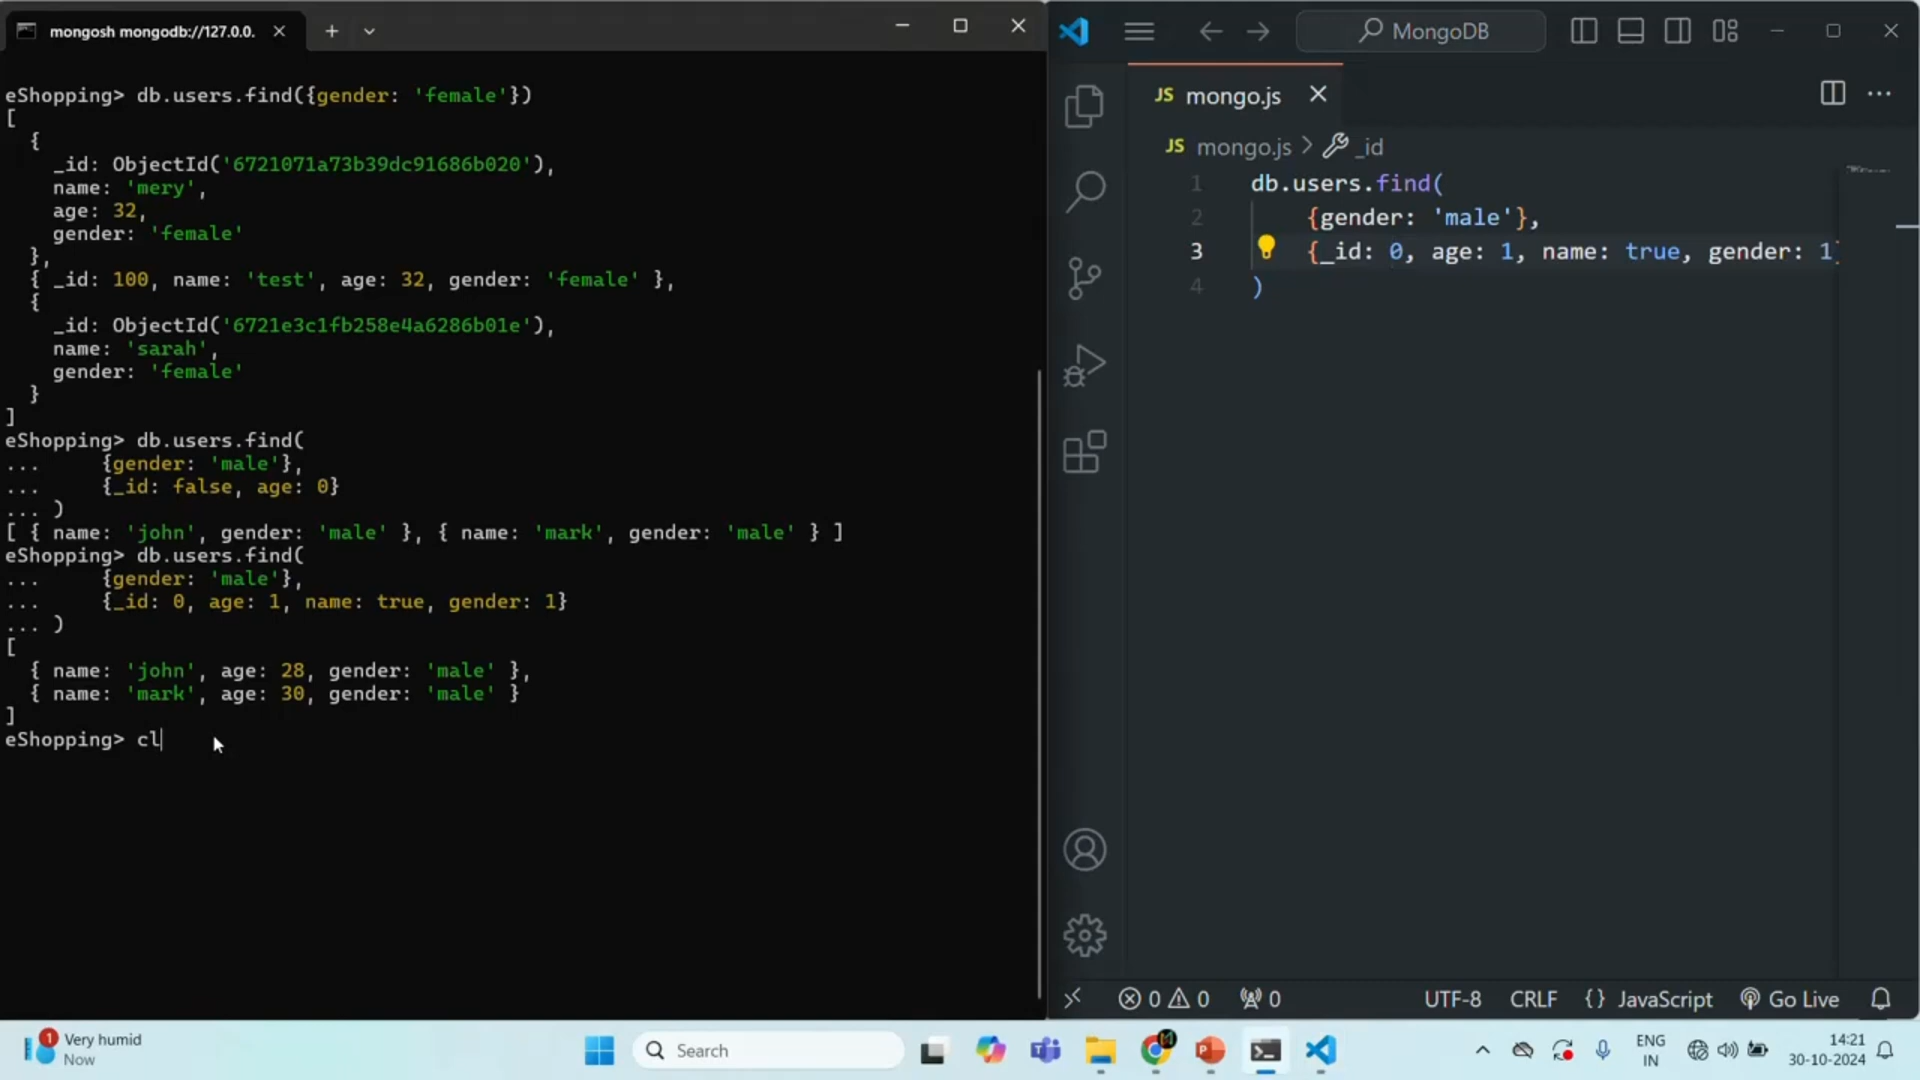 mongosh mongodb://127.0.0.
eShopping> db.users.find({gender: 'female'})
[
  {
    _id: ObjectId('6721071a73b39dc91686b020'),
    name: 'mery',
    age: 32,
    gender: 'female'
  },
  { _id: 100, name: 'test', age: 32, gender: 'female' },
  {
    _id: ObjectId('6721e3c1fb258e4a6286b01e'),
    name: 'sarah',
    gender: 'female'
  }
]
eShopping> db.users.find(
...     {gender: 'male'},
...     {_id: false, age: 0}
... )
[ { name: 'john', gender: 'male' }, { name: 'mark', gender: 'male' } ]
eShopping> db.users.find(
...     {gender: 'male'},
...     {_id: 0, age: 1, name: true, gender: 1}
... )
[
  { name: 'john', age: 28, gender: 'male' },
  { name: 'mark', age: 30, gender: 'male' }
]
eShopping> cl
MongoDB
JS mongo.js
JS mongo.js > _id
1 db.users.find(
2     {gender: 'male'},
3     {_id: 0, age: 1, name: true, gender: 1}
4 )
0 0 0 UTF-8 CRLF {} JavaScript Go Live
1 Very humid
Now
Search
ENG
IN
14:21
30-10-2024